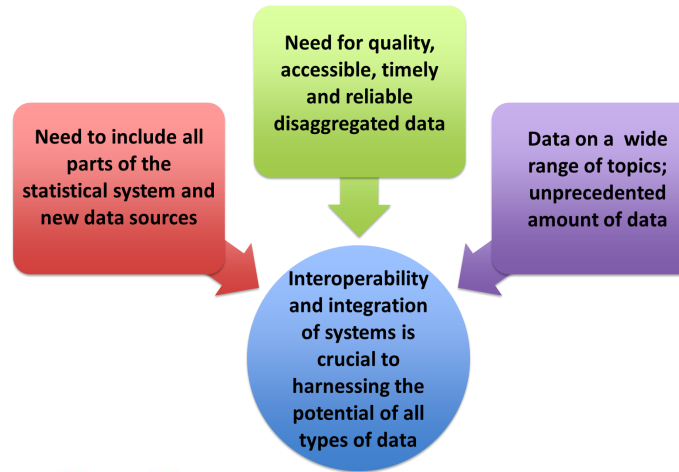 Need for quality,
accessible, timely
and reliable
disaggregated data
Need to include all
parts of the
statistical system and
new data sources
Data on a  wide
range of topics;
unprecedented
amount of data
Interoperability
and integration
of systems is
crucial to
harnessing the
potential of all
types of data